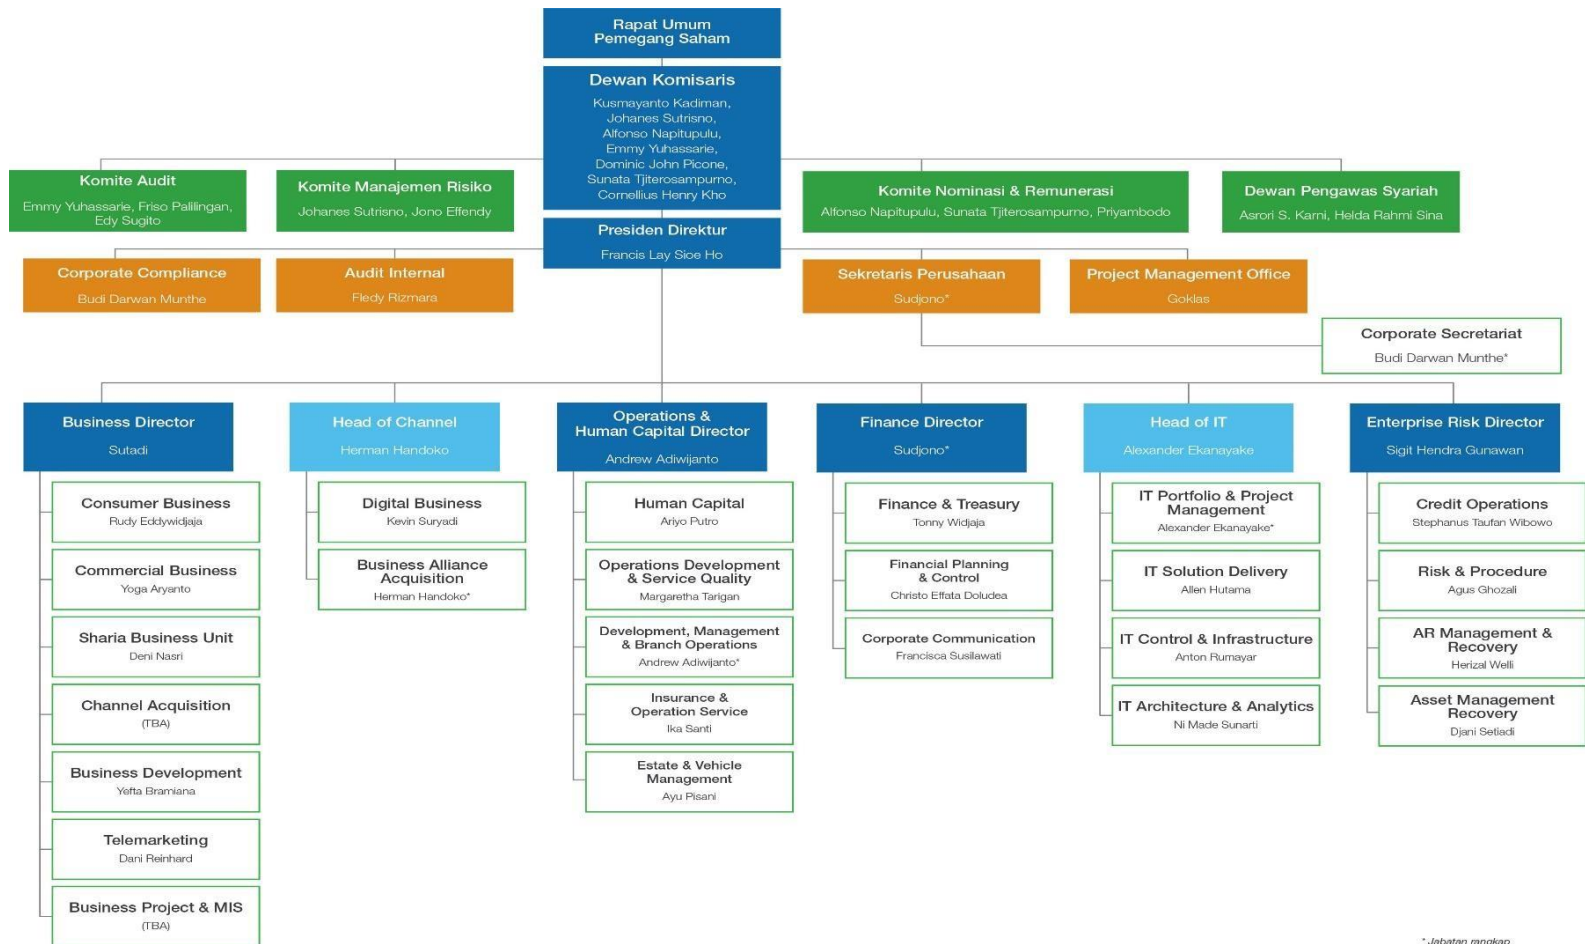 Rapat Umum
Pemegang Saham
Dewan Komisaris
Kusmayanto Kadiman,
Johanes Sutrisno,
Alfonso Napitupulu,
Emmy Yuhassarie,
Dominic John Picone,
Sunata Tjiterosampurno,
Cornellius Henry Kho
Komite Audit
Emmy Yuhassarie, Friso Palilingan,
Edy Sugito
Komite Manajemen Risiko
Johanes Sutrisno, Jono Effendy
Komite Nominasi & Remunerasi
Alfonso Napitupulu, Sunata Tjiterosampurno, Priyambodo
Dewan Pengawas Syariah
Asrori S. Karni, Helda Rahmi Sina
Presiden Direktur
Francis Lay Sioe Ho
Corporate Compliance
Budi Darwan Munthe
Audit Internal
Fledy Rizmara
Sekretaris Perusahaan
Sudjono*
Project Management Office
Goklas
Corporate Secretariat
Budi Darwan Munthe*
Business Director
Sutadi
Consumer Business
Rudy Eddywidjaja
Commercial Business
Yoga Aryanto
Sharia Business Unit
Deni Nasri
Channel Acquisition
(TBA)
Business Development
Yefta Bramiana
Telemarketing
Dani Reinhard
Business Project & MIS
(TBA)
Head of Channel
Herman Handoko
Digital Business
Kevin Suryadi
Business Alliance
Acquisition
Herman Handoko*
Operations &
Human Capital Director
Andrew Adiwijanto
Human Capital
Ariyo Putro
Operations Development
& Service Quality
Margaretha Tarigan
Development, Management
& Branch Operations
Andrew Adiwijanto*
Insurance &
Operation Service
Ika Santi
Estate & Vehicle
Management
Ayu Pisani
Finance Director
Sudjono*
Finance & Treasury
Tonny Widjaja
Financial Planning
& Control
Christo Effata Doludea
Corporate Communication
Francisca Susilawati
Head of IT
Alexander Ekanayake
IT Portfolio & Project
Management
Alexander Ekanayake*
IT Solution Delivery
Allen Hutama
IT Control & Infrastructure
Anton Rumayar
IT Architecture & Analytics
Ni Made Sunarti
Enterprise Risk Director
Sigit Hendra Gunawan
Credit Operations
Stephanus Taufan Wibowo
Risk & Procedure
Agus Ghozali
AR Management &
Recovery
Herizal Welli
Asset Management
Recovery
Djani Setiadi
* Jabatan rangkap